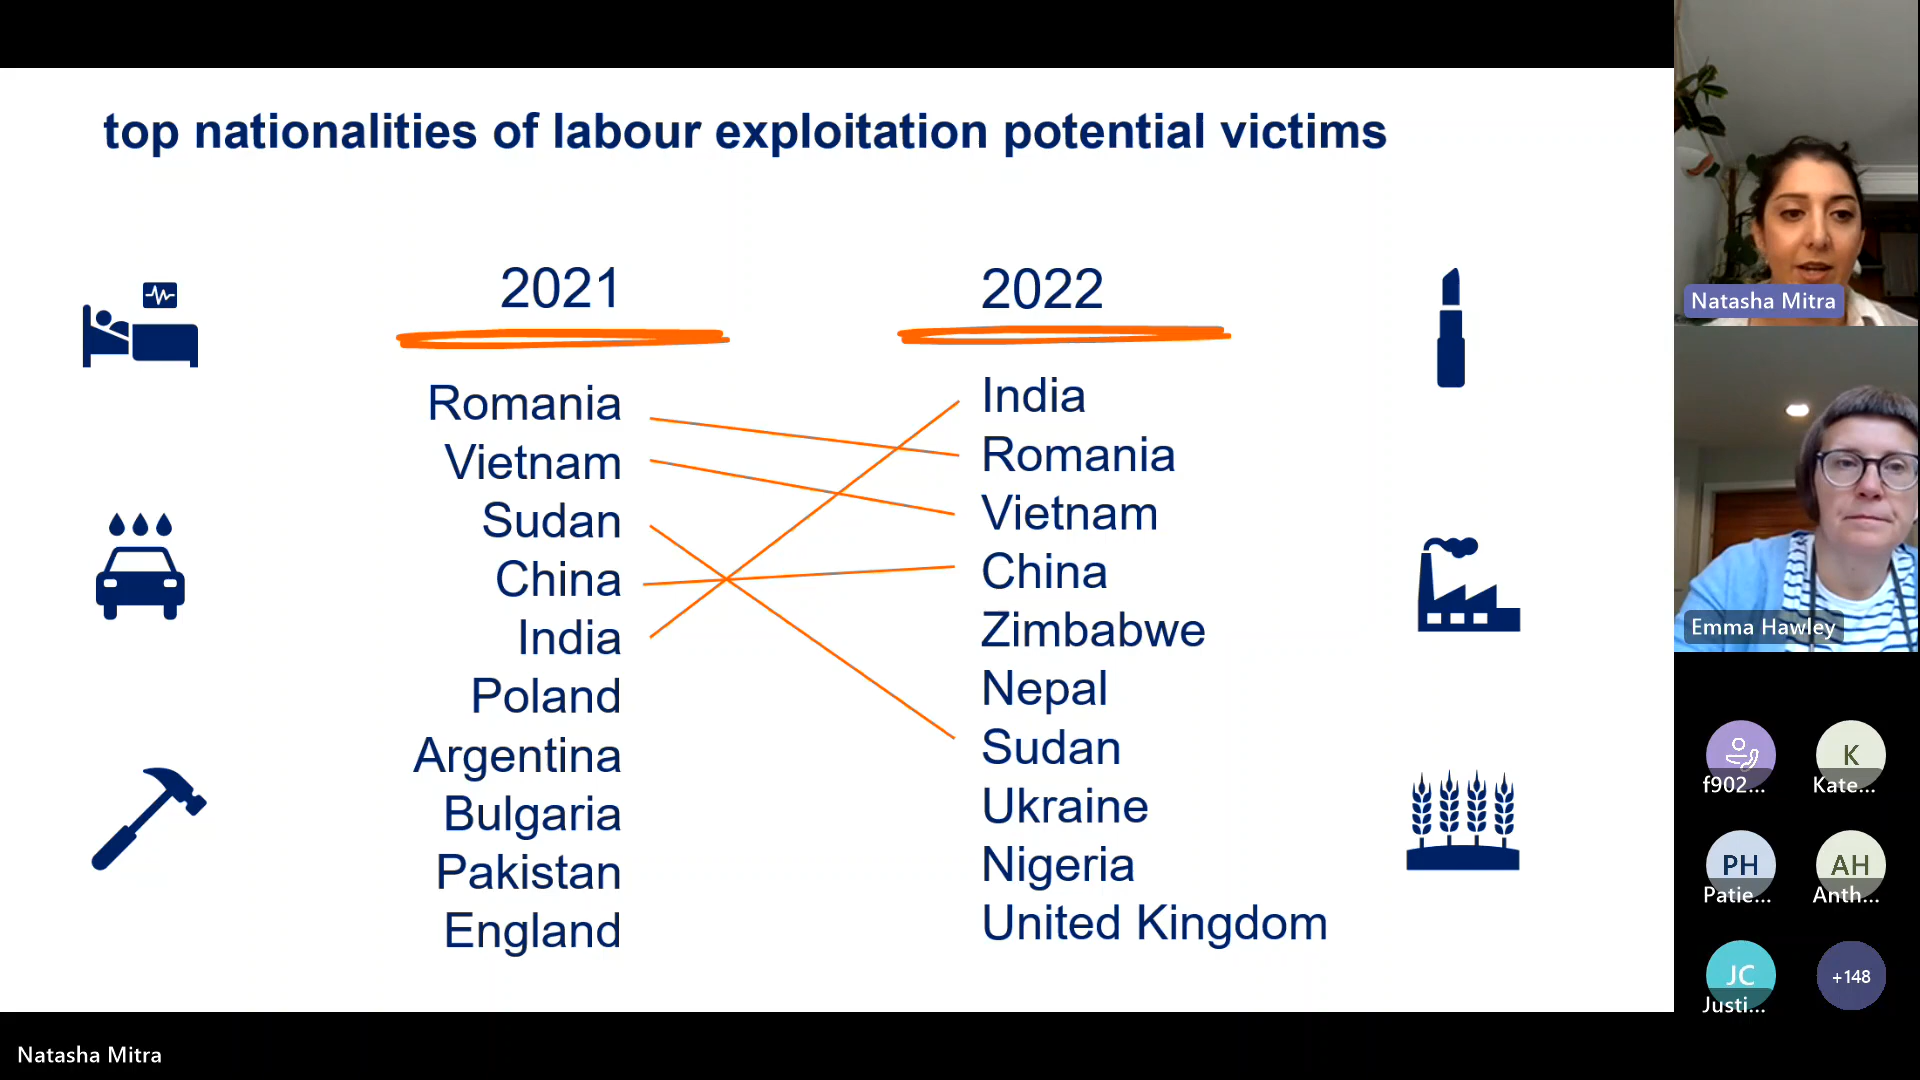 top nationalities of labour exploitation potential victims
2021
Romania
Vietnam
Sudan
China
India
Poland
Argentina
Bulgaria
Pakistan
England
2022
India
Romania
Vietnam
China
Zimbabwe
Nepal
Sudan
Ukraine
Nigeria
United Kingdom
Natasha Mitra
Emma Hawley
f902...
K
Kate...
PH
Patie...
AH
Anth...
JC
Justi...
+148
Natasha Mitra